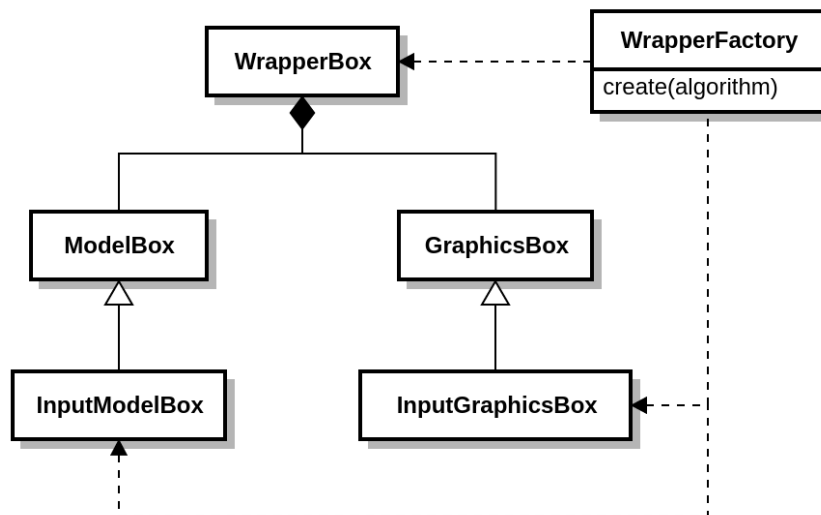 WrapperBox
WrapperFactory
create(algorithm)
ModelBox
GraphicsBox
InputModelBox
InputGraphicsBox